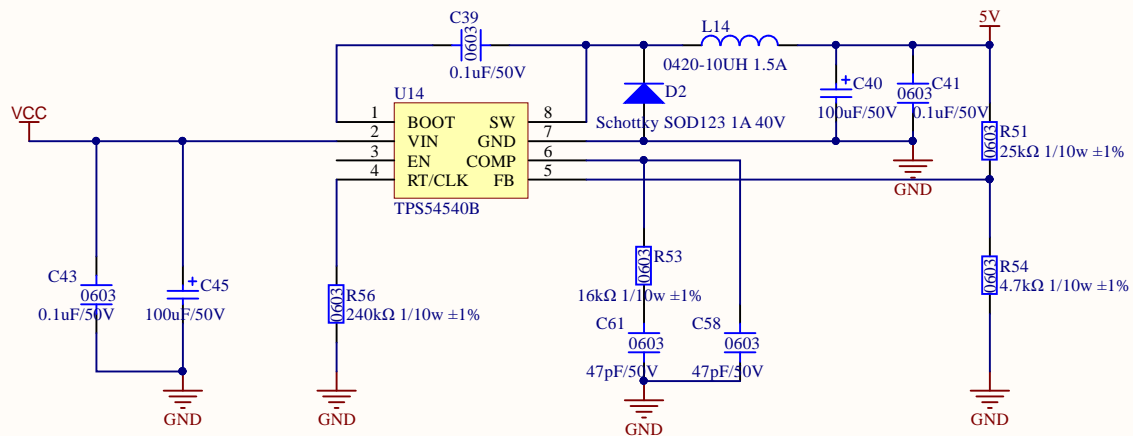 C39
0603
0.1uF/50V
L14
0420-10UH 1.5A
5V
U14
D2
Schottky SOD123 1A 40V
+ C40
100uF/50V
C41
0603
0.1uF/50V
R51
0603
25kΩ 1/10w ±1%
GND
VCC
1 BOOT SW 8
2 VIN GND 7
3 EN COMP 6
4 RT/CLK FB 5
TPS54540B
C43
0603
0.1uF/50V
+ C45
100uF/50V
GND
R56
0603
240kΩ 1/10w ±1%
GND
R53
0603
16kΩ 1/10w ±1%
C61
0603
47pF/50V
C58
0603
47pF/50V
GND
R54
0603
4.7kΩ 1/10w ±1%
GND